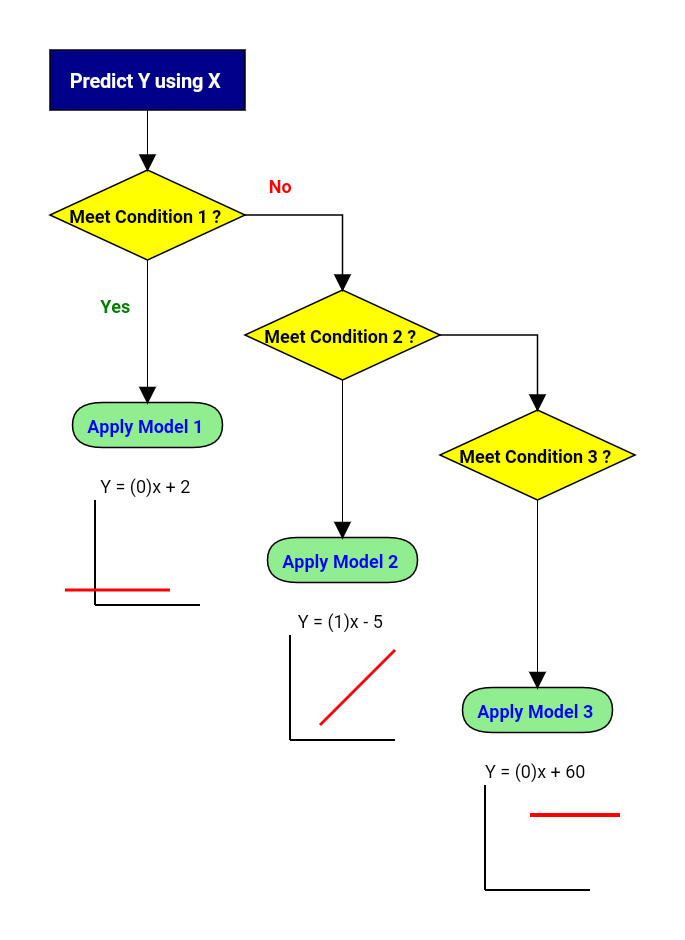 Predict Y using X
No
Meet Condition 1 ?
Yes
Meet Condition 2 ?
Apply Model 1
Meet Condition 3 ?
Y = (0)x + 2
Apply Model 2
Y = (1)x - 5
Apply Model 3
Y = (0)x + 60